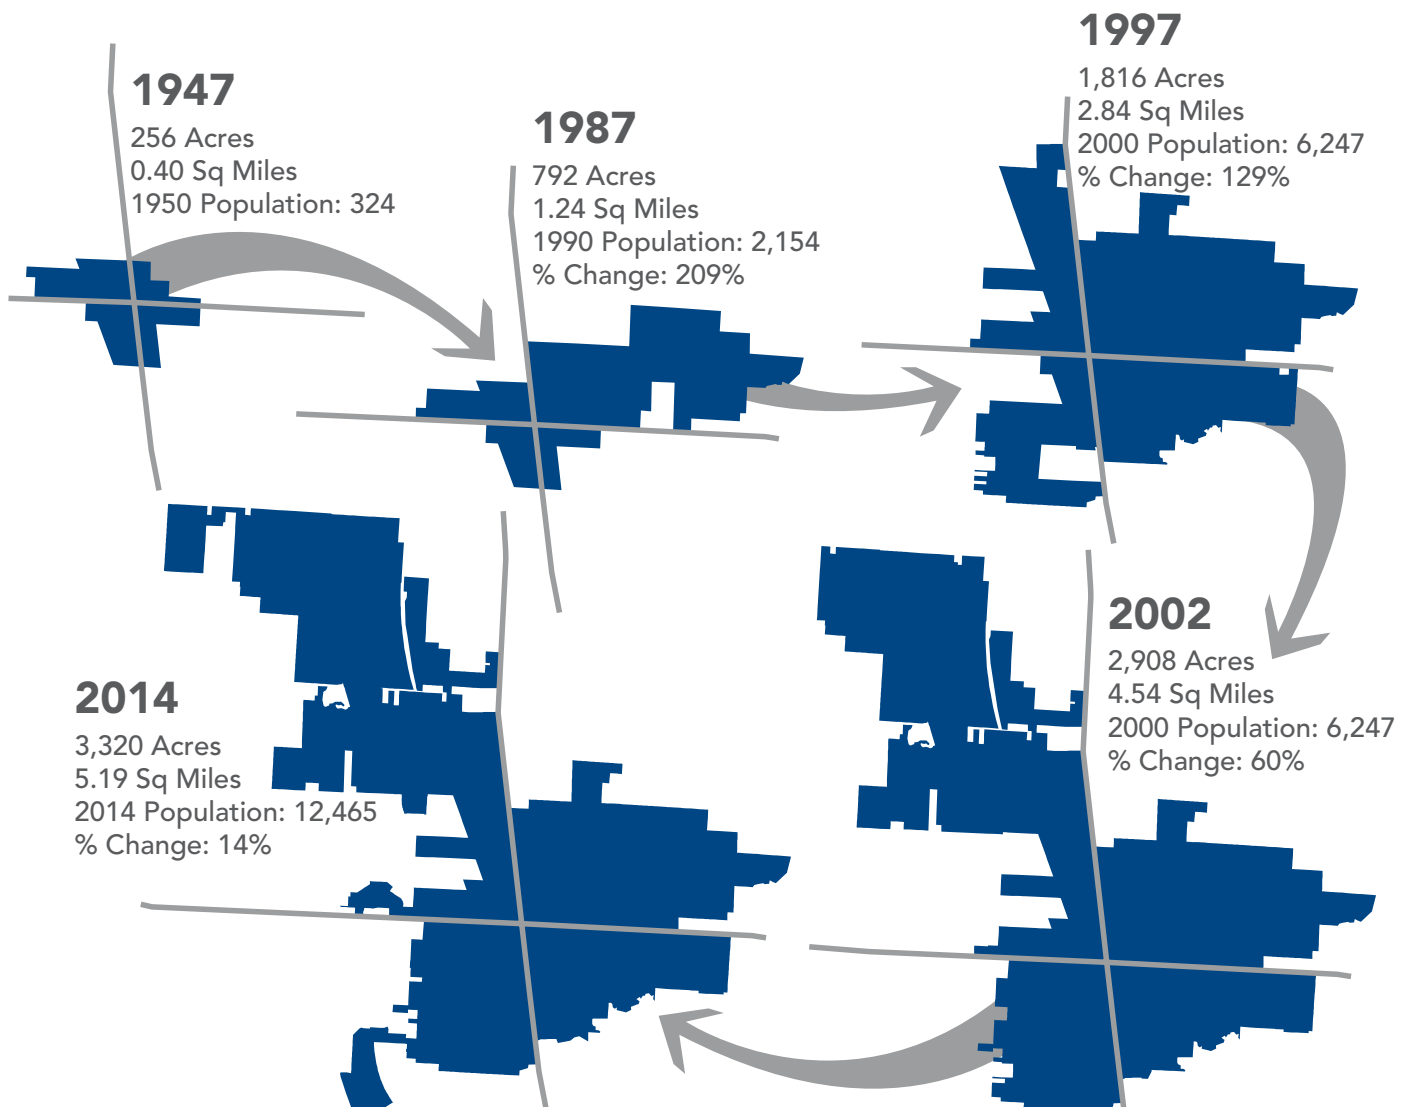 1947
256 Acres
0.40 Sq Miles
1950 Population: 324
1987
792 Acres
1.24 Sq Miles
1990 Population: 2,154
% Change: 209%
1997
1,816 Acres
2.84 Sq Miles
2000 Population: 6,247
% Change: 129%
2002
2,908 Acres
4.54 Sq Miles
2000 Population: 6,247
% Change: 60%
2014
3,320 Acres
5.19 Sq Miles
2014 Population: 12,465
% Change: 14%